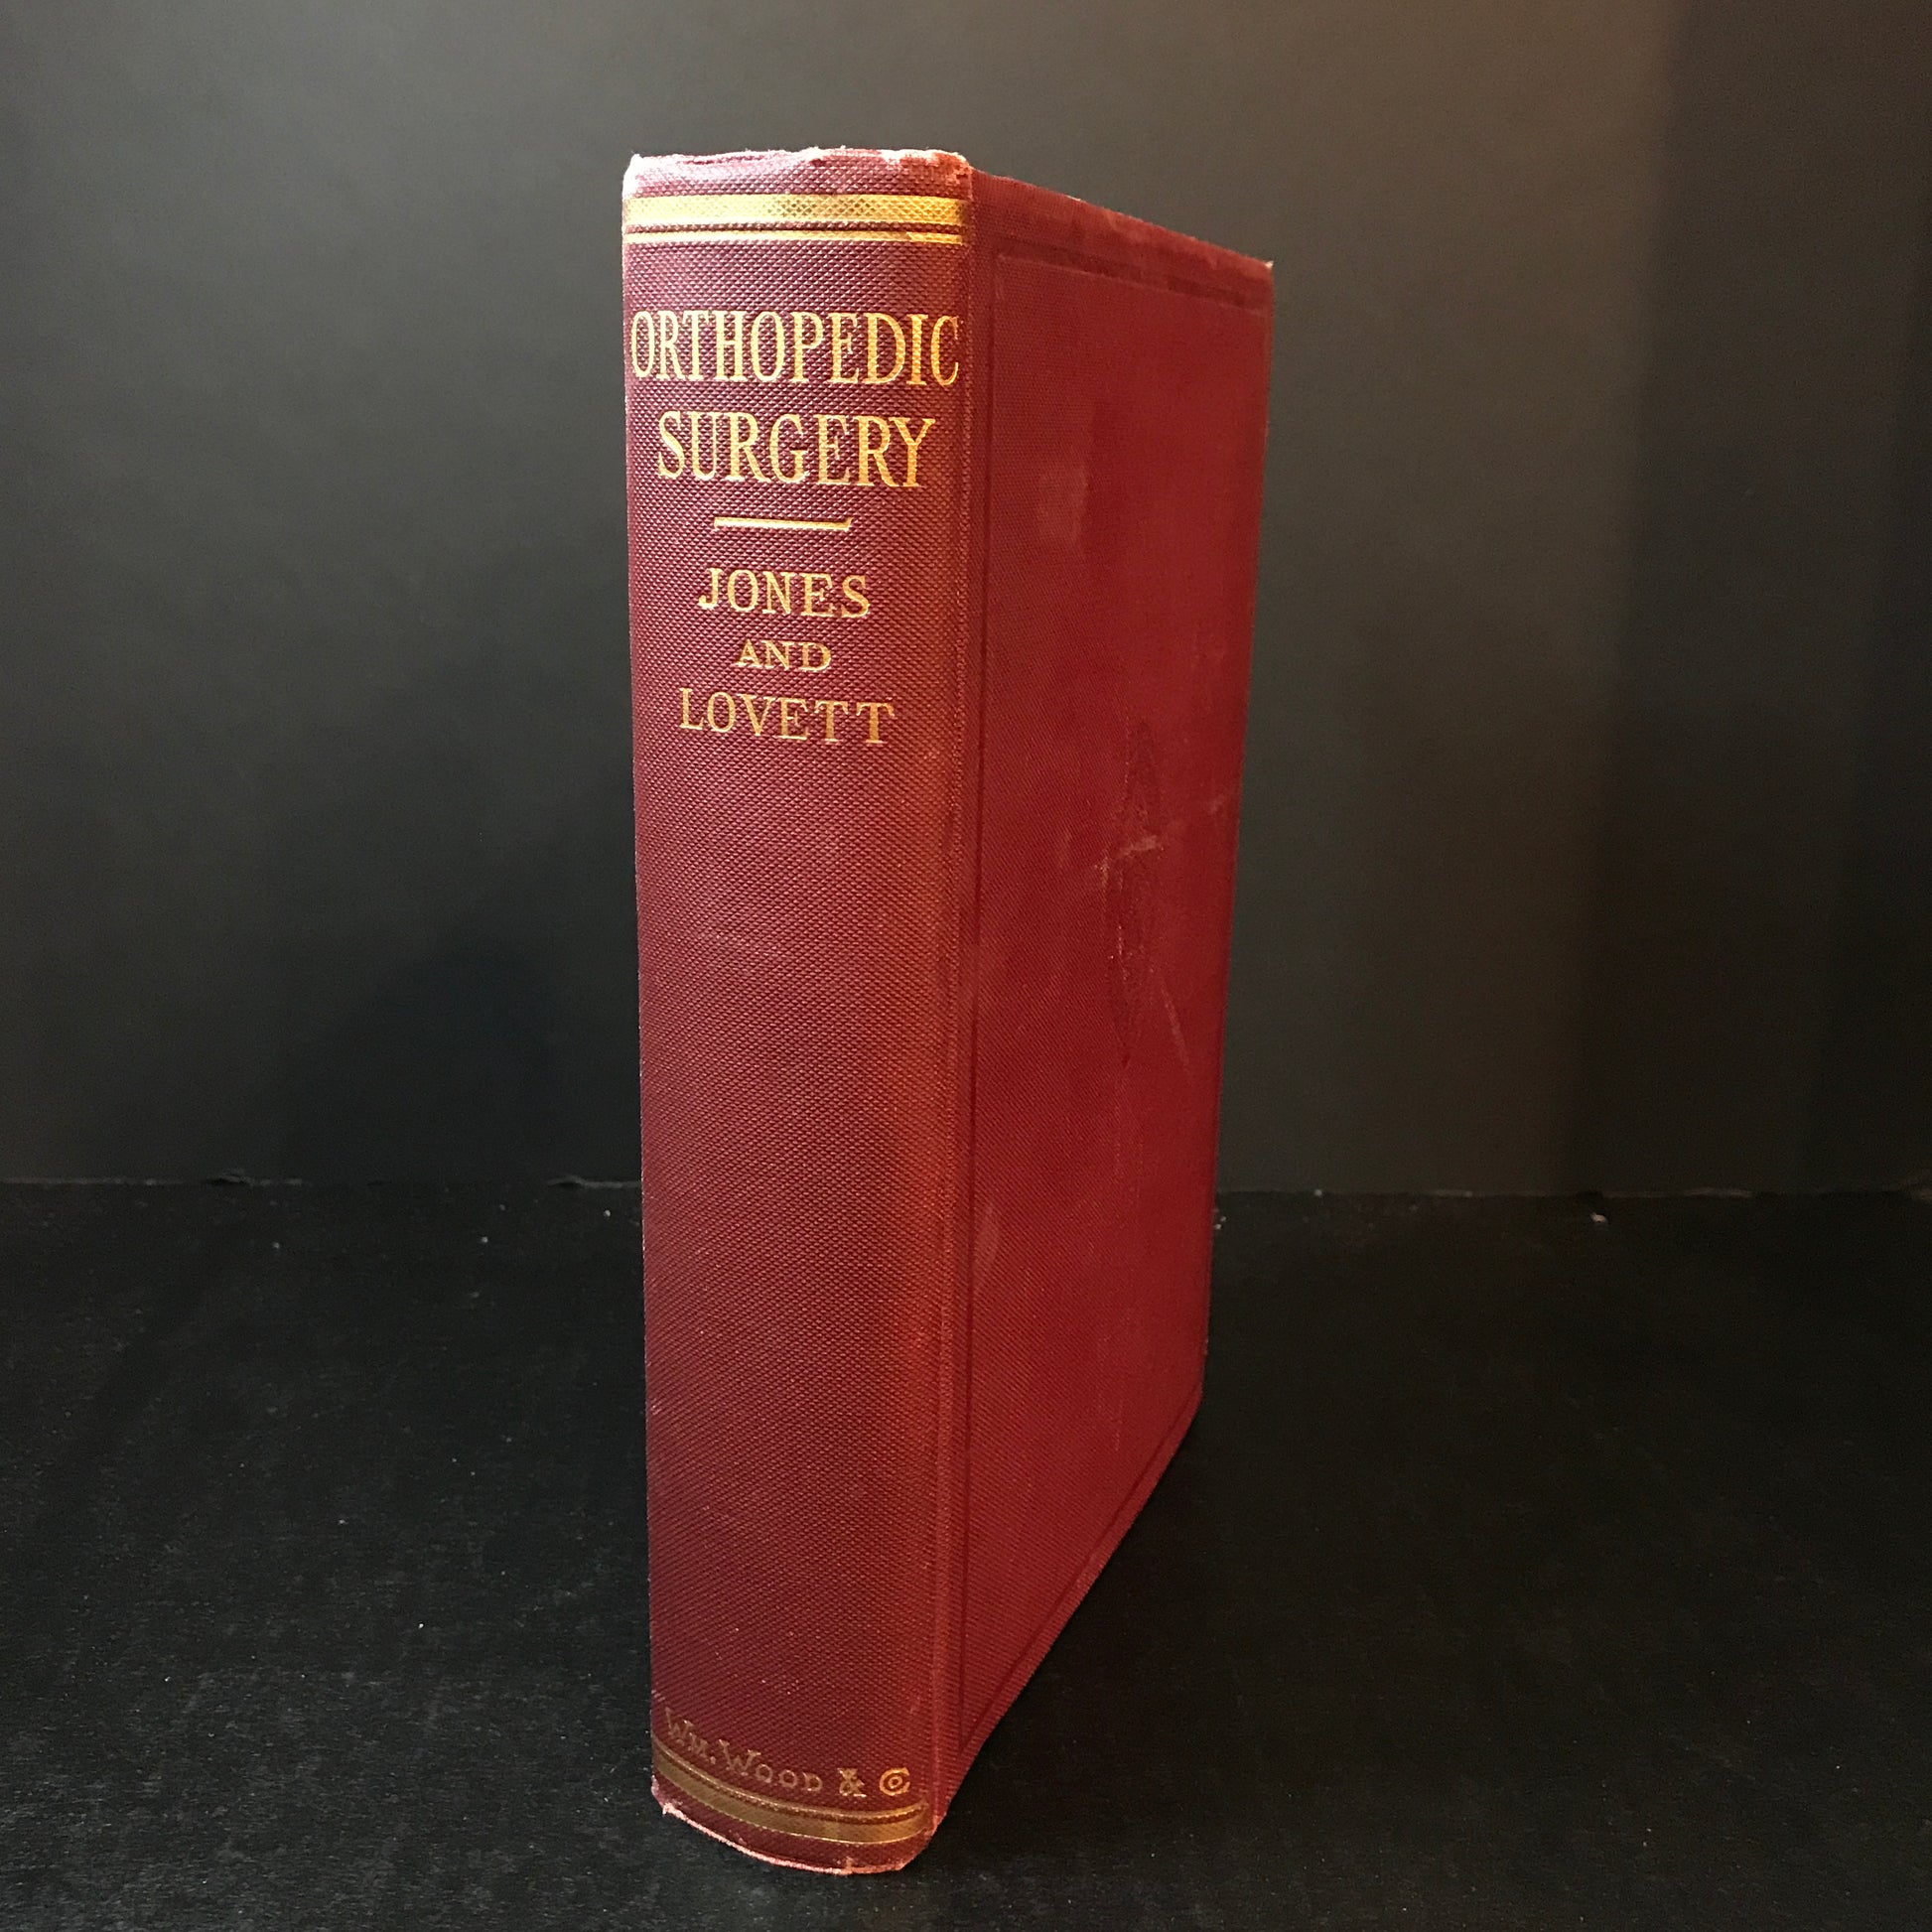 ORTHOPEDIC
SURGERY
JONES
AND
LOVETT
WM. WOOD & CO